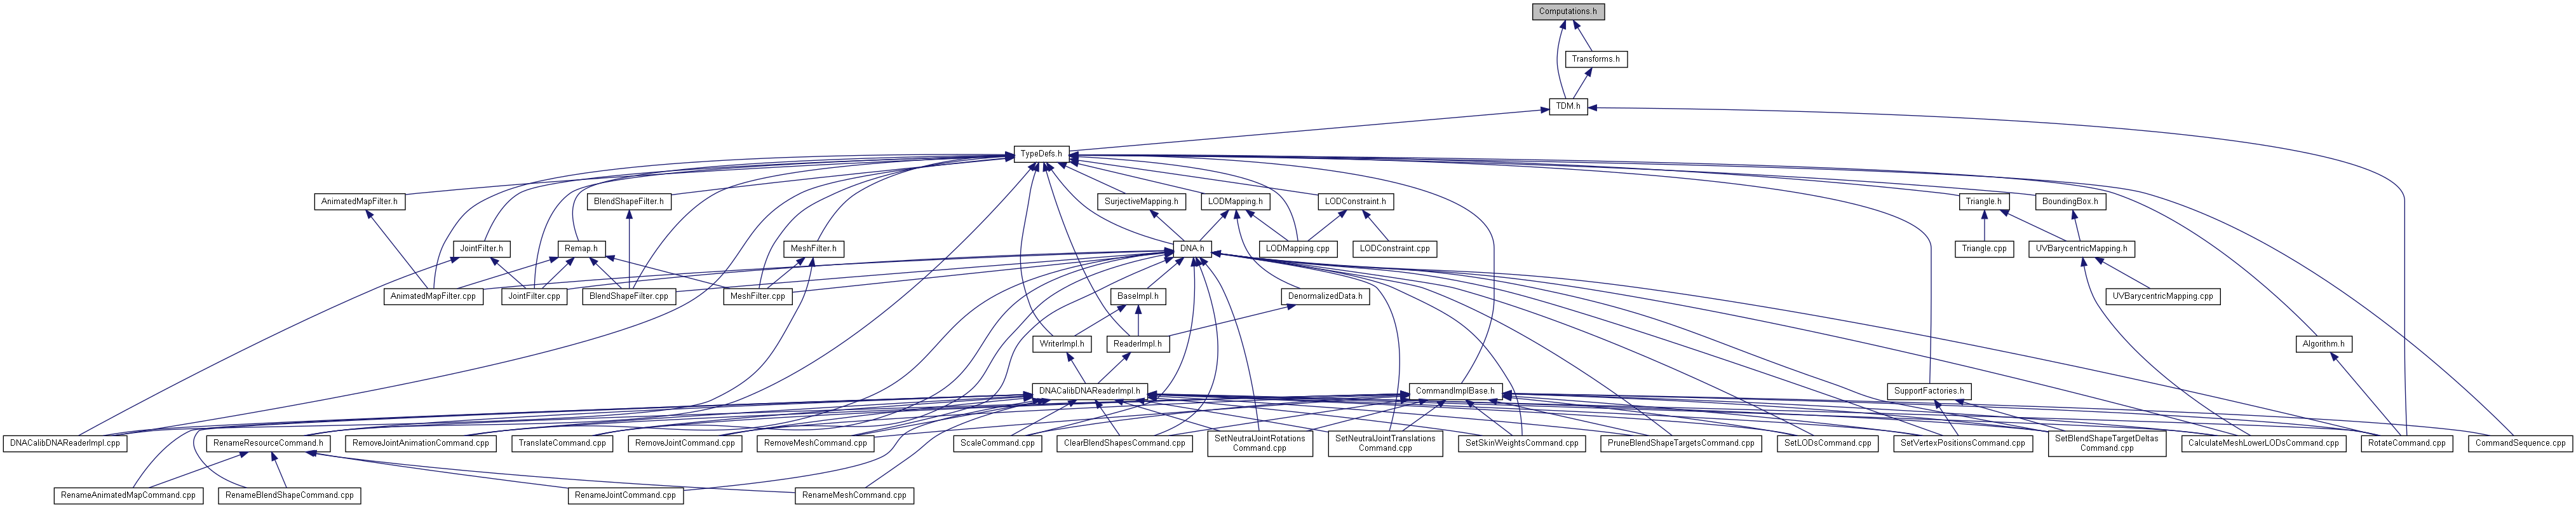 Computations.h
Transforms.h
TDM.h
TypeDefs.h
AnimatedMapFilter.h
BlendShapeFilter.h
SurjectiveMapping.h
LODMapping.h
LODConstraint.h
Triangle.h
BoundingBox.h
JointFilter.h
Remap.h
MeshFilter.h
DNA.h
LODMapping.cpp
LODConstraint.cpp
Triangle.cpp
UVBarycentricMapping.h
AnimatedMapFilter.cpp
JointFilter.cpp
BlendShapeFilter.cpp
MeshFilter.cpp
BaseImpl.h
DenormalizedData.h
UVBarycentricMapping.cpp
WriterImpl.h
ReaderImpl.h
Algorithm.h
DNACalibDNAReaderImpl.h
CommandImplBase.h
SupportFactories.h
DNACalibDNAReaderImpl.cpp
RenameResourceCommand.h
RemoveJointAnimationCommand.cpp
TranslateCommand.cpp
RemoveJointCommand.cpp
RemoveMeshCommand.cpp
ScaleCommand.cpp
ClearBlendShapesCommand.cpp
SetNeutralJointRotations
Command.cpp
SetNeutralJointTranslations
Command.cpp
SetSkinWeightsCommand.cpp
PruneBlendShapeTargetsCommand.cpp
SetLODsCommand.cpp
SetVertexPositionsCommand.cpp
SetBlendShapeTargetDeltas
Command.cpp
CalculateMeshLowerLODsCommand.cpp
RotateCommand.cpp
CommandSequence.cpp
RenameAnimatedMapCommand.cpp
RenameBlendShapeCommand.cpp
RenameJointCommand.cpp
RenameMeshCommand.cpp